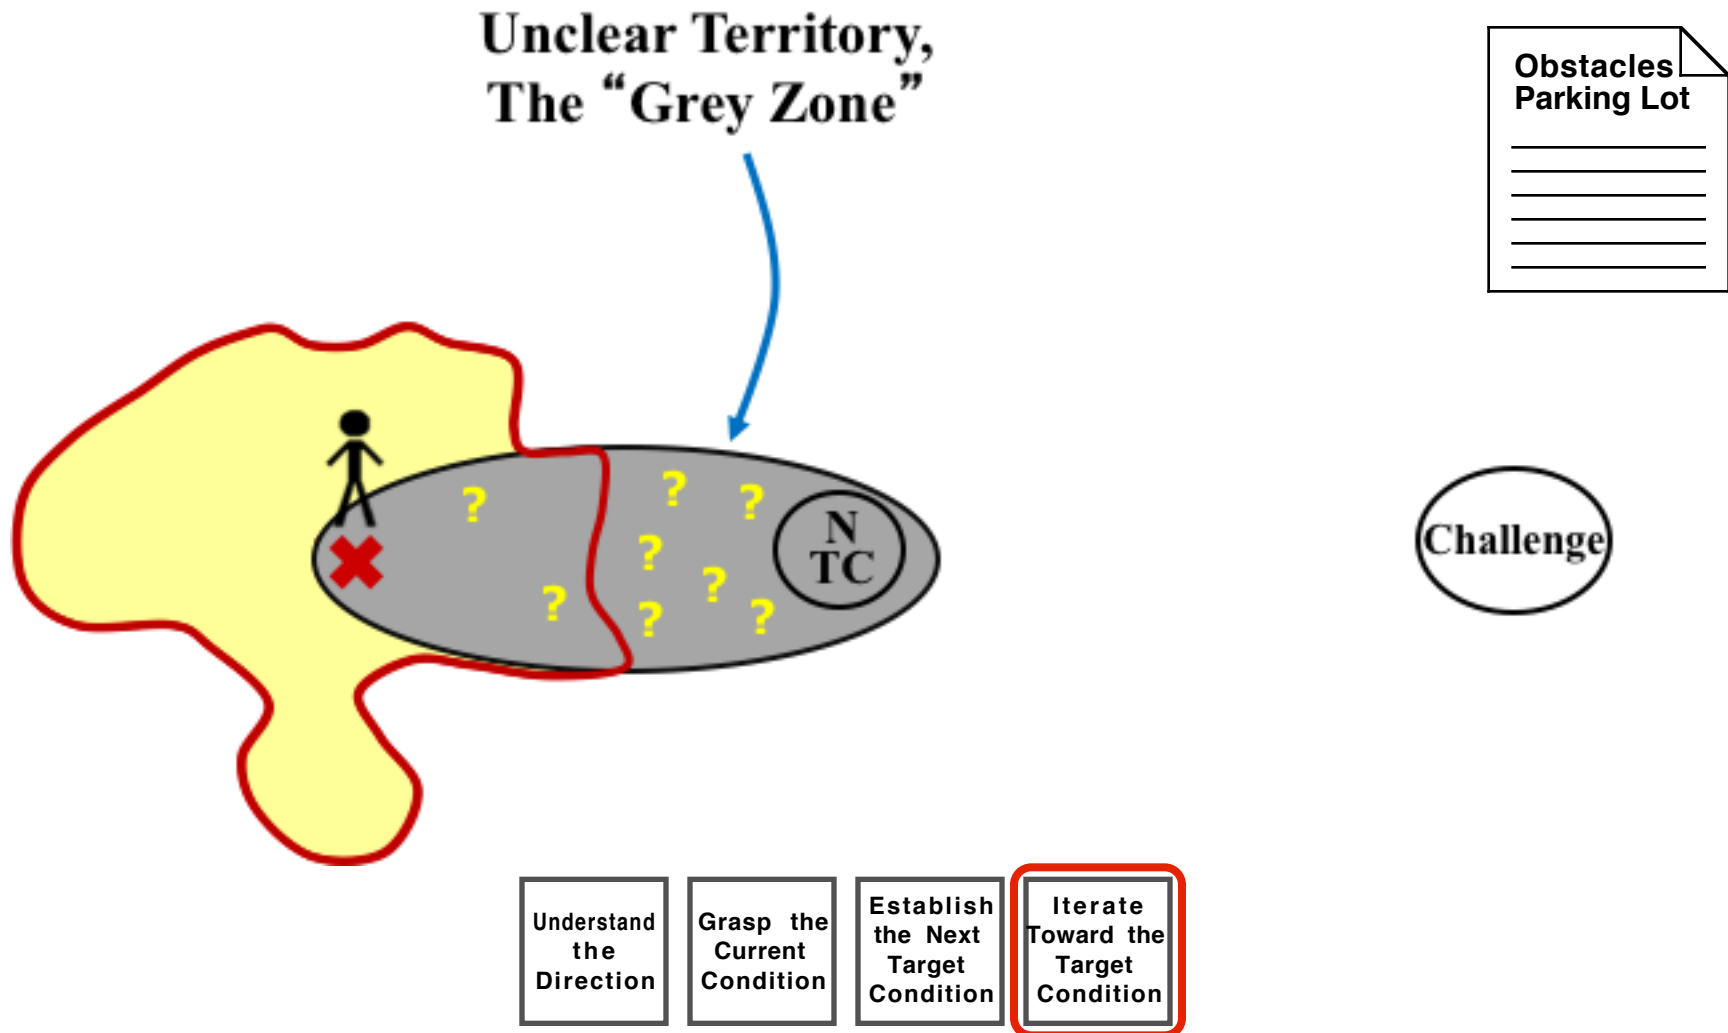 Unclear Territory,
The “Grey Zone”
Obstacles
Parking Lot
?
?
?
?
?
?
?
?
N
TC
Challenge
Understand
the
Direction
Grasp the
Current
Condition
Establish
the Next
Target
Condition
Iterate
Toward the
Target
Condition